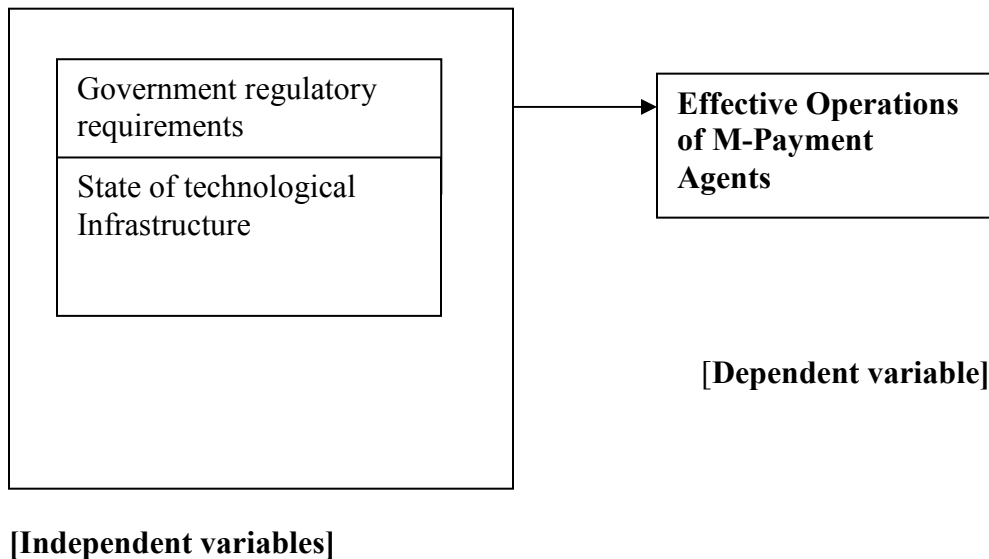 Government regulatory
requirements
State of technological
Infrastructure
Effective Operations
of M-Payment
Agents
[Dependent variable]
[Independent variables]